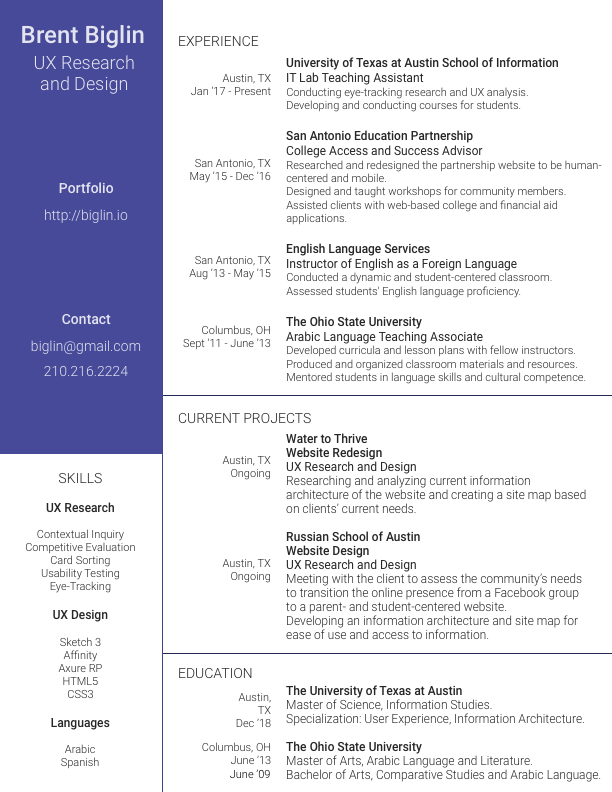 Brent Biglin
UX Research
and Design
Portfolio
http://biglin.io
Contact
biglin@gmail.com
210.216.2224
SKILLS
UX Research
Contextual Inquiry
Competitive Evaluation
Card Sorting
Usability Testing
Eye-Tracking
UX Design
Sketch 3
Affinity
Axure RP
HTML5
CSS3
Languages
Arabic
Spanish
EXPERIENCE
Austin, TX
Jan '17 - Present
University of Texas at Austin School of Information
IT Lab Teaching Assistant
Conducting eye-tracking research and UX analysis.
Developing and conducting courses for students.
San Antonio, TX
May '15 - Dec '16
San Antonio Education Partnership
College Access and Success Advisor
Researched and redesigned the partnership website to be human-
centered and mobile.
Designed and taught workshops for community members.
Assisted clients with web-based college and financial aid
applications.
San Antonio, TX
Aug '13 - May '15
English Language Services
Instructor of English as a Foreign Language
Conducted a dynamic and student-centered classroom.
Assessed students' English language proficiency.
Columbus, OH
Sept '11 - June '13
The Ohio State University
Arabic Language Teaching Associate
Developed curricula and lesson plans with fellow instructors.
Produced and organized classroom materials and resources.
Mentored students in language skills and cultural competence.
CURRENT PROJECTS
Austin, TX
Ongoing
Water to Thrive
Website Redesign
UX Research and Design
Researching and analyzing current information
architecture of the website and creating a site map based
on clients' current needs.
Austin, TX
Ongoing
Russian School of Austin
Website Design
UX Research and Design
Meeting with the client to assess the community's needs
to transition the online presence from a Facebook group
to a parent- and student-centered website.
Developing an information architecture and site map for
ease of use and access to information.
EDUCATION
Austin,
TX
Dec '18
The University of Texas at Austin
Master of Science, Information Studies.
Specialization: User Experience, Information Architecture.
Columbus, OH
June '13
June '09
The Ohio State University
Master of Arts, Arabic Language and Literature.
Bachelor of Arts, Comparative Studies and Arabic Language.